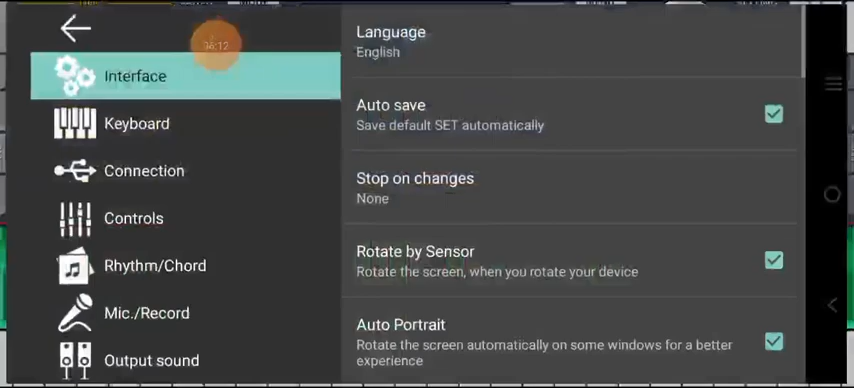 Interface
Keyboard
Connection
Controls
Rhythm/Chord
Mic./Record
Output sound
Language
English
Auto save
Save default SET automatically
Stop on changes
None
Rotate by Sensor
Rotate the screen, when you rotate your device
Auto Portrait
Rotate the screen automatically on some windows for a better
experience